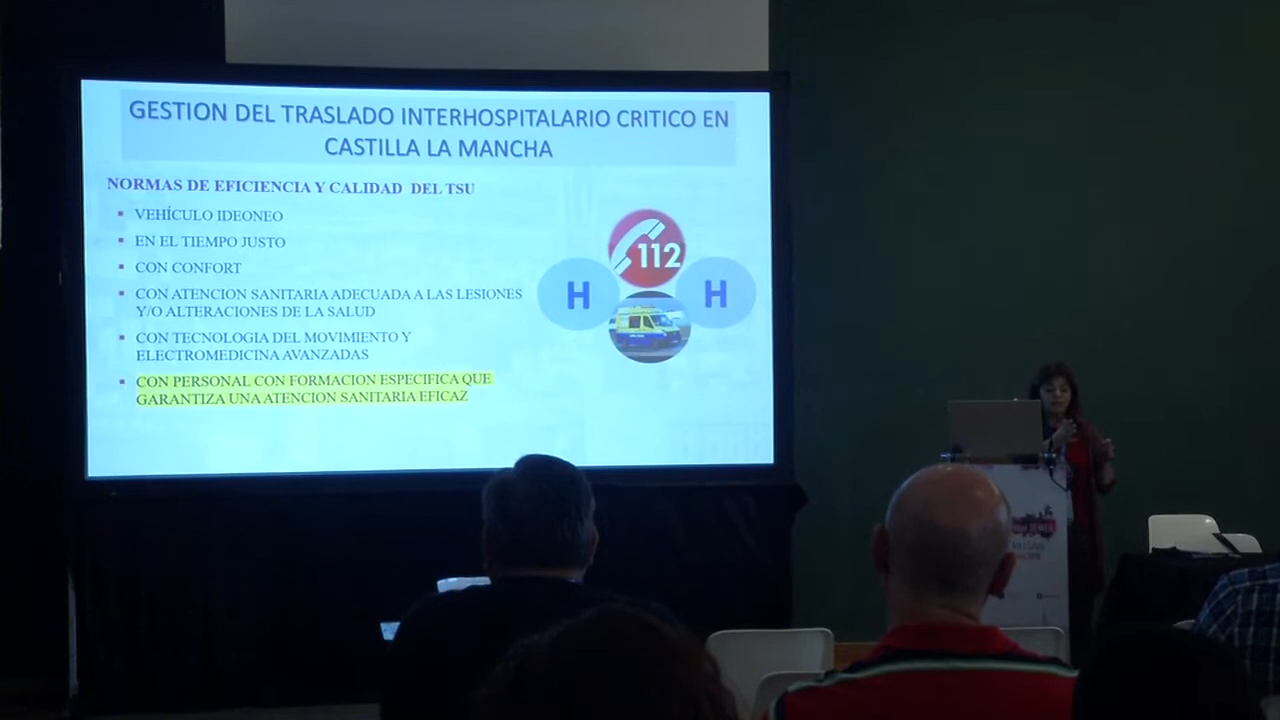 GESTION DEL TRASLADO INTERHOSPITALARIO CRITICO EN
CASTILLA LA MANCHA
NORMAS DE EFICIENCIA Y CALIDAD DEL TSU
VEHÍCULO IDEONEO
EN EL TIEMPO JUSTO
CON CONFORT
CON ATENCION SANITARIA ADECUADA A LAS LESIONES
Y/O ALTERACIONES DE LA SALUD
CON TECNOLOGIA DEL MOVIMIENTO Y
ELECTROMEDICINA AVANZADAS
CON PERSONAL CON FORMACION ESPECIFICA QUE
GARANTIZA UNA ATENCION SANITARIA EFICAZ
112
H
H